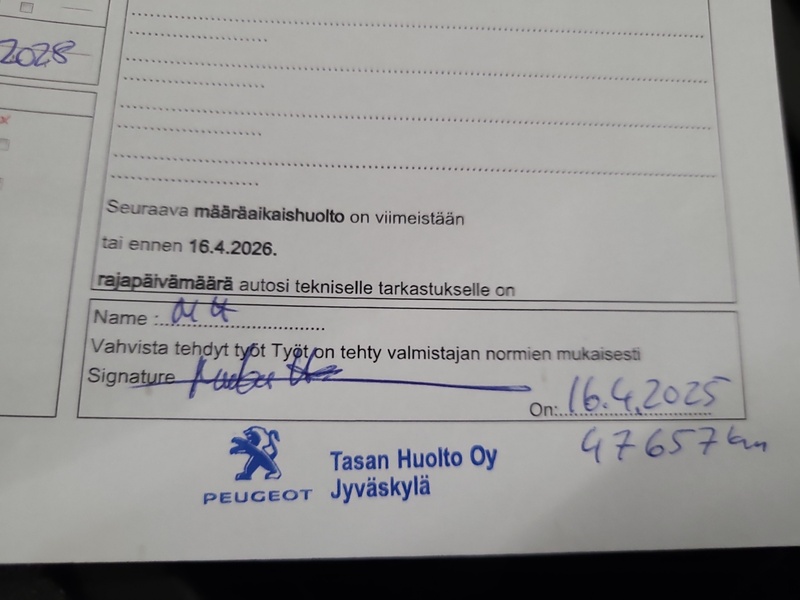 2028
Seuraava määräaikaishuolto on viimeistään
tai ennen 16.4.2026.
rajapäivämäärä autosi tekniselle tarkastukselle on
Name :
Vahvista tehdyt työt Työt on tehty valmistajan normien mukaisesti
Signature
On: 16.4.2025
47657 km
PEUGEOT
Tasan Huolto Oy
Jyväskylä